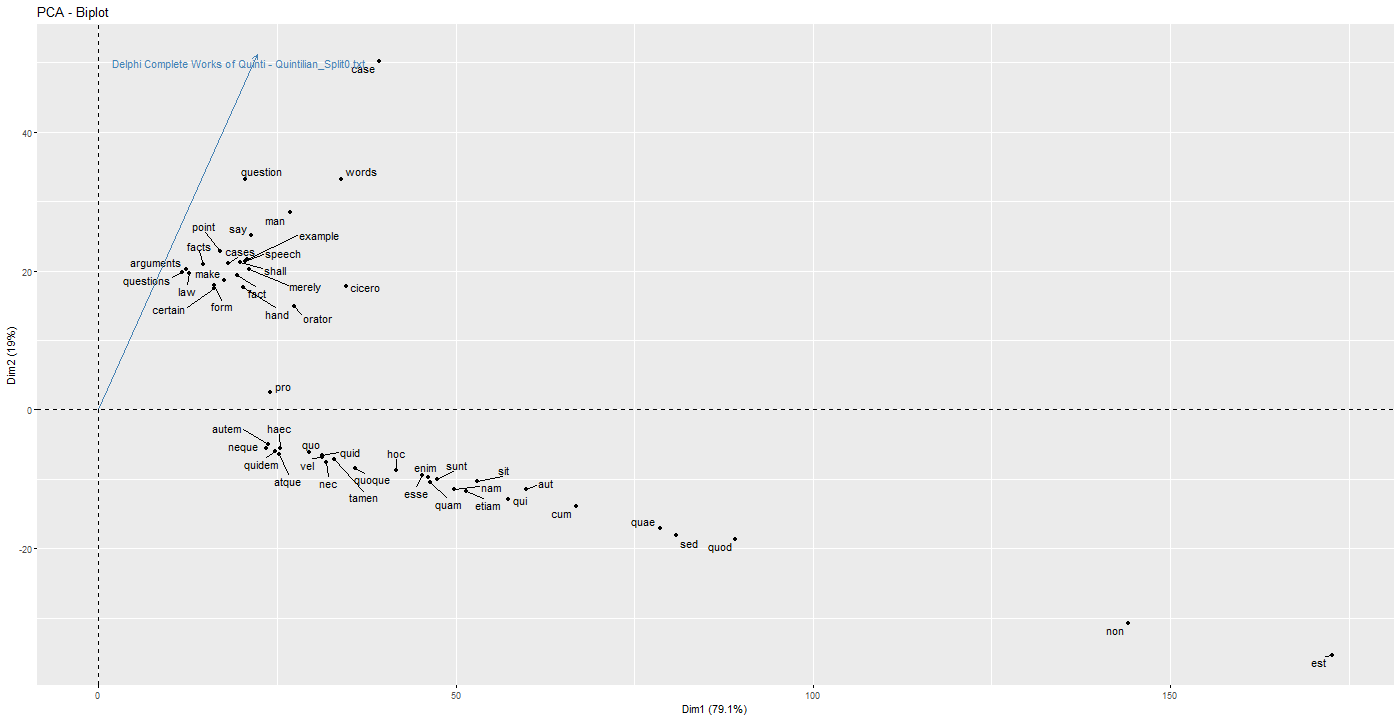 PCA - Biplot
Delphi Complete Works of Quinti - Quintilian_Split0.txt
case
40
question
words
man
point
say
example
facts
cases
speech
arguments
shall
questions
make
20
law
merely
cicero
fact
certain
form
hand
orator
Dim2 (19%)
pro
0
autem
haec
neque
quo
quid
hoc
quidem
vel
enim
sunt
sit
atque
nec
quoque
tamen
esse
nam
aut
quam
etiam
qui
cum
quae
-20
sed
quod
non
est
0
50
100
150
Dim1 (79.1%)